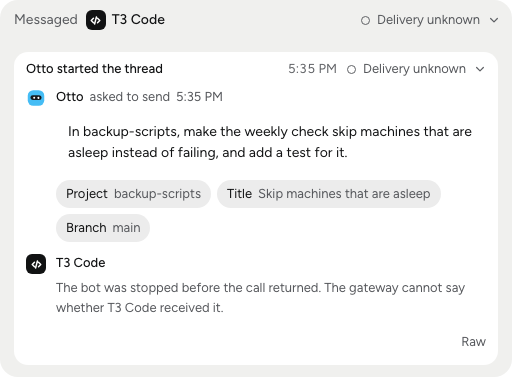 Messaged T3 Code Delivery unknown
Otto started the thread 5:35 PM Delivery unknown
Otto asked to send 5:35 PM
In backup-scripts, make the weekly check skip machines that are
asleep instead of failing, and add a test for it.
Project backup-scripts Title Skip machines that are asleep
Branch main
T3 Code
The bot was stopped before the call returned. The gateway cannot say
whether T3 Code received it.
Raw